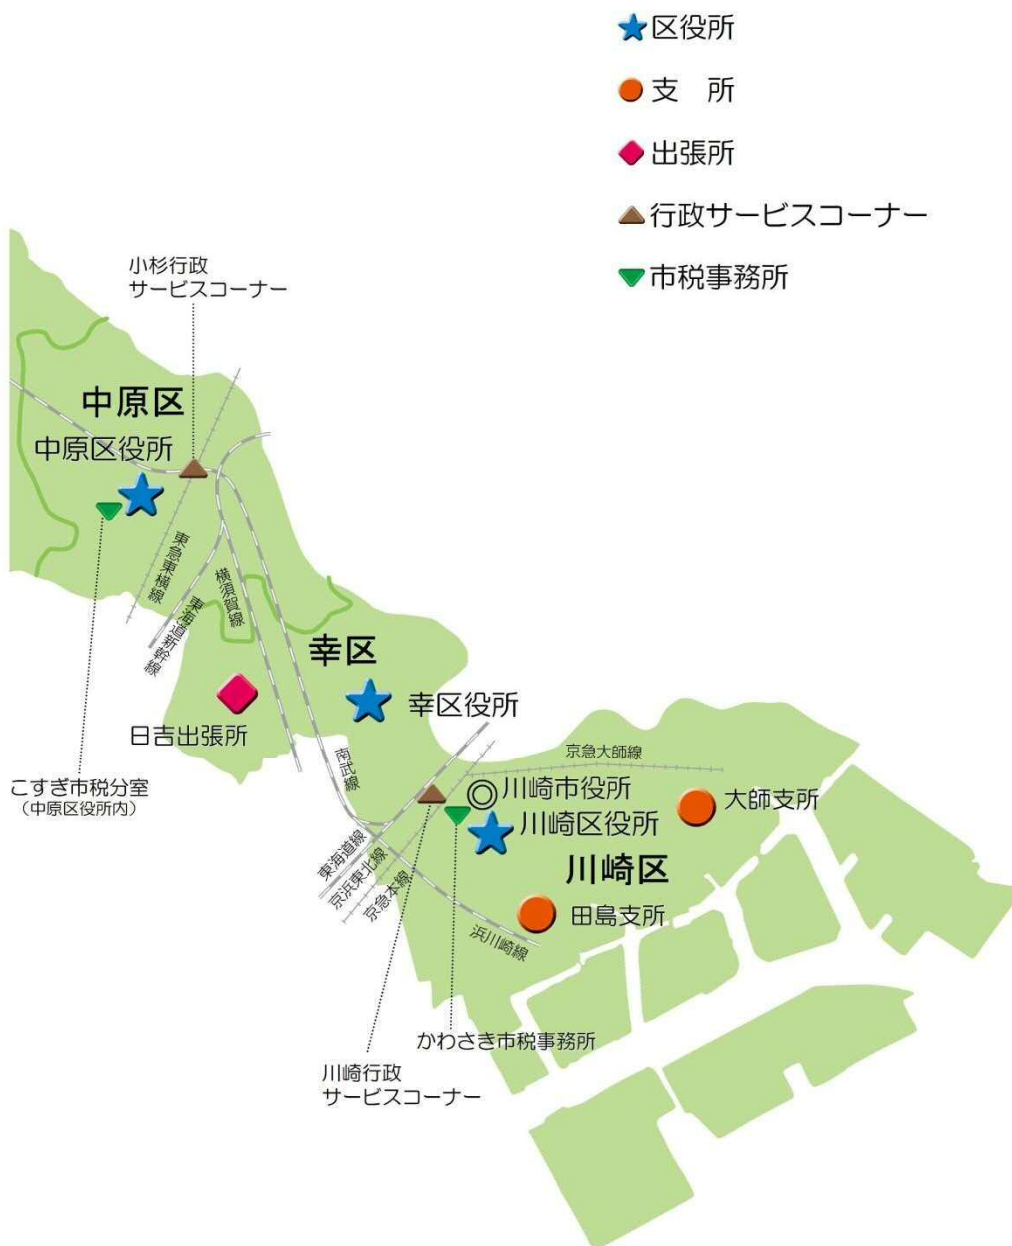 区役所
支　所
出張所
行政サービスコーナー
市税事務所
小杉行政
サービスコーナー
中原区
中原区役所
東急東横線
東海道新幹線
横須賀線
幸区
幸区役所
日吉出張所
南武線
こすぎ市税分室
（中原区役所内）
京急大師線
川崎市役所
大師支所
川崎区役所
川崎区
東海道線
京浜東北線
京急本線
田島支所
浜川崎線
かわさき市税事務所
川崎行政
サービスコーナー